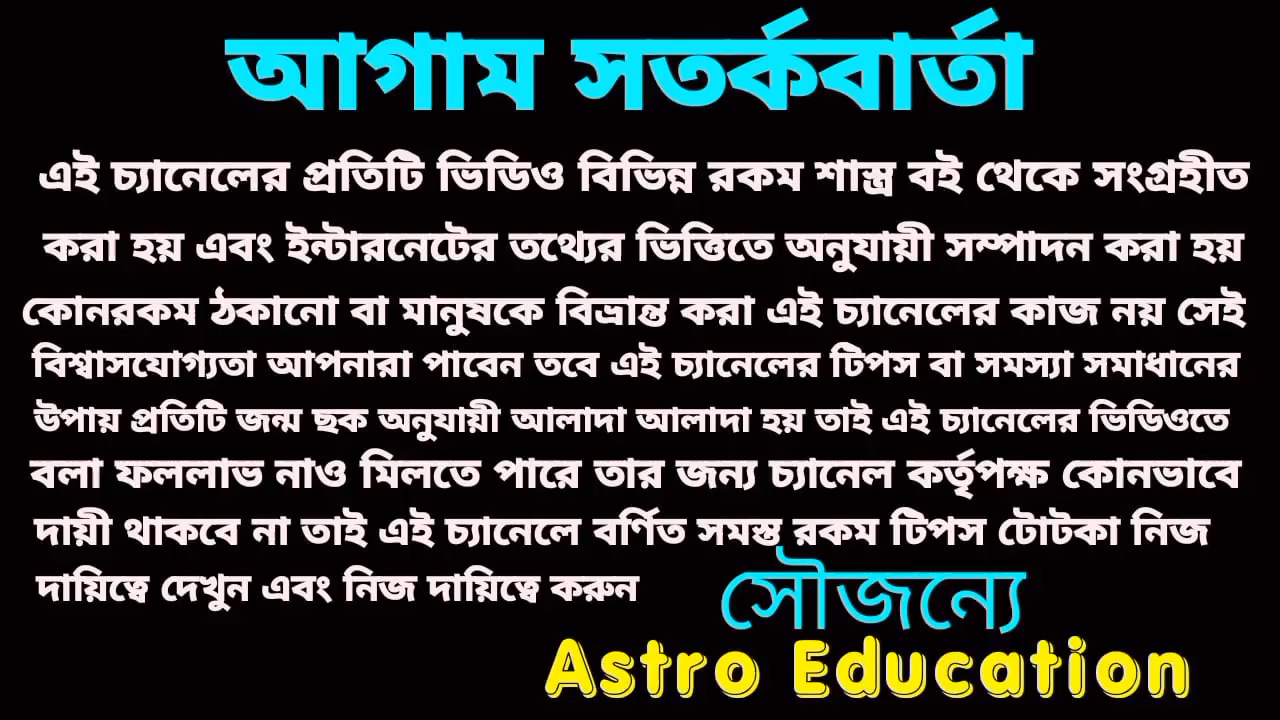 আগাম সতর্কবার্তা
এই চ্যানেলের প্রতিটি ভিডিও বিভিন্ন রকম শাস্ত্র বই থেকে সংগ্রহীত
করা হয় এবং ইন্টারনেটের তথ্যের ভিত্তিতে অনুযায়ী সম্পাদন করা হয়
কোনরকম ঠকানো বা মানুষকে বিভ্রান্ত করা এই চ্যানেলের কাজ নয় সেই
বিশ্বাসযোগ্যতা আপনারা পাবেন তবে এই চ্যানেলের টিপস বা সমস্যা সমাধানের
উপায় প্রতিটি জন্ম ছক অনুযায়ী আলাদা আলাদা হয় তাই এই চ্যানেলের ভিডিওতে
বলা ফললাভ নাও মিলতে পারে তার জন্য চ্যানেল কর্তৃপক্ষ কোনভাবে
দায়ী থাকবে না তাই এই চ্যানেলে বর্ণিত সমস্ত রকম টিপস টোটকা নিজ
দায়িত্বে দেখুন এবং নিজ দায়িত্বে করুন
সৌজন্যে
Astro Education